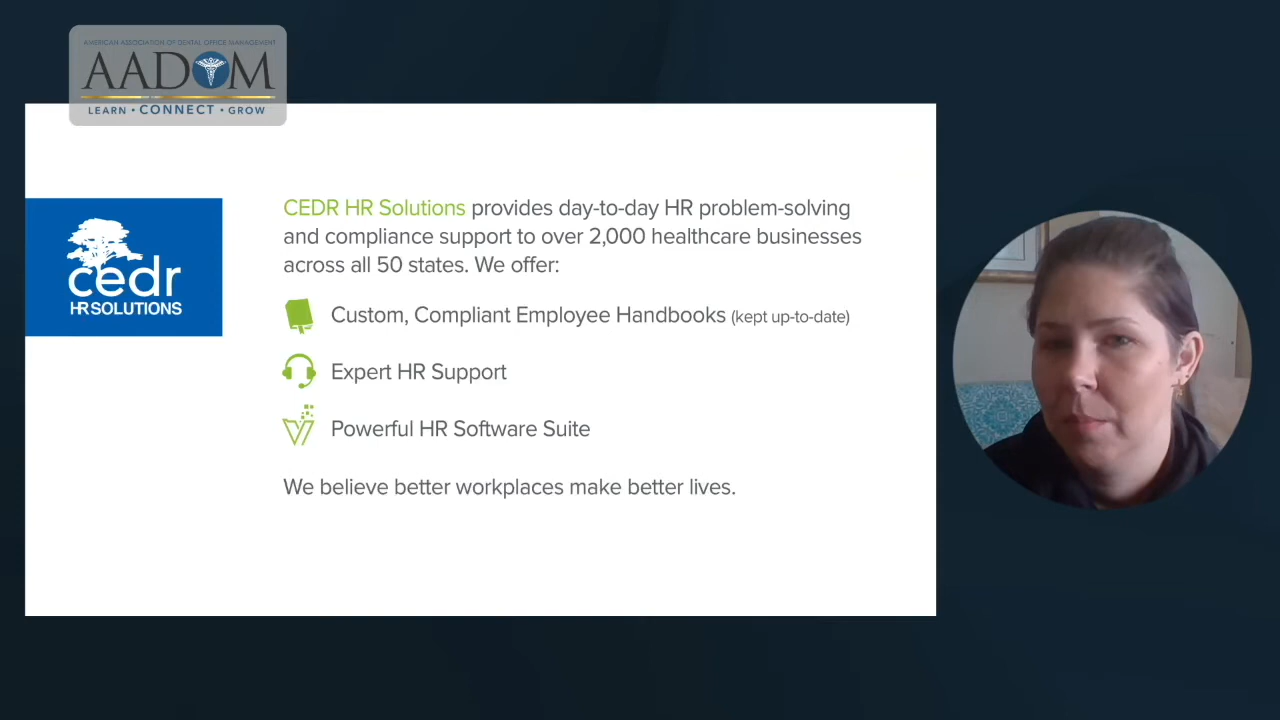 AMERICAN ASSOCIATION OF DENTAL OFFICE MANAGEMENT
AADOM
LEARN • CONNECT • GROW
cedr
HR SOLUTIONS
CEDR HR Solutions provides day-to-day HR problem-solving
and compliance support to over 2,000 healthcare businesses
across all 50 states. We offer:
Custom, Compliant Employee Handbooks (kept up-to-date)
Expert HR Support
Powerful HR Software Suite
We believe better workplaces make better lives.